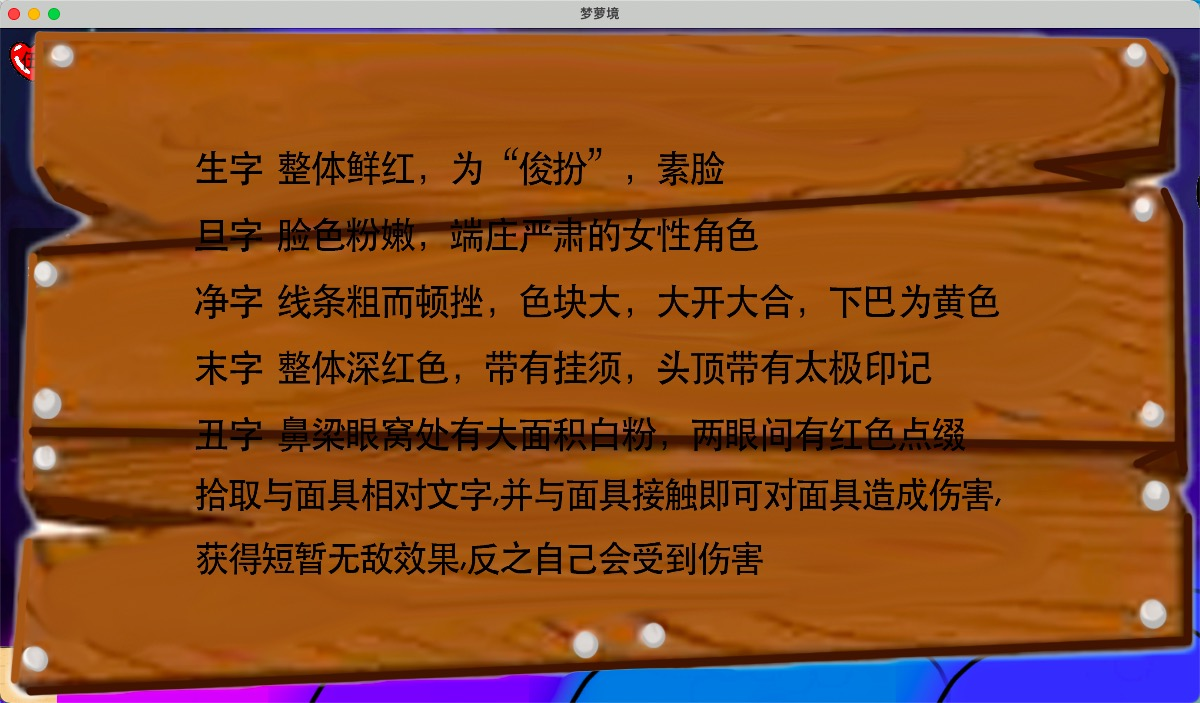 梦萝境
生字 整体鲜红，为“俊扮”，素脸
旦字 脸色粉嫩，端庄严肃的女性角色
净字 线条粗而顿挫，色块大，大开大合，下巴为黄色
末字 整体深红色，带有挂须，头顶带有太极印记
丑字 鼻梁眼窝处有大面积白粉，两眼间有红色点缀
拾取与面具相对文字,并与面具接触即可对面具造成伤害,
获得短暂无敌效果,反之自己会受到伤害